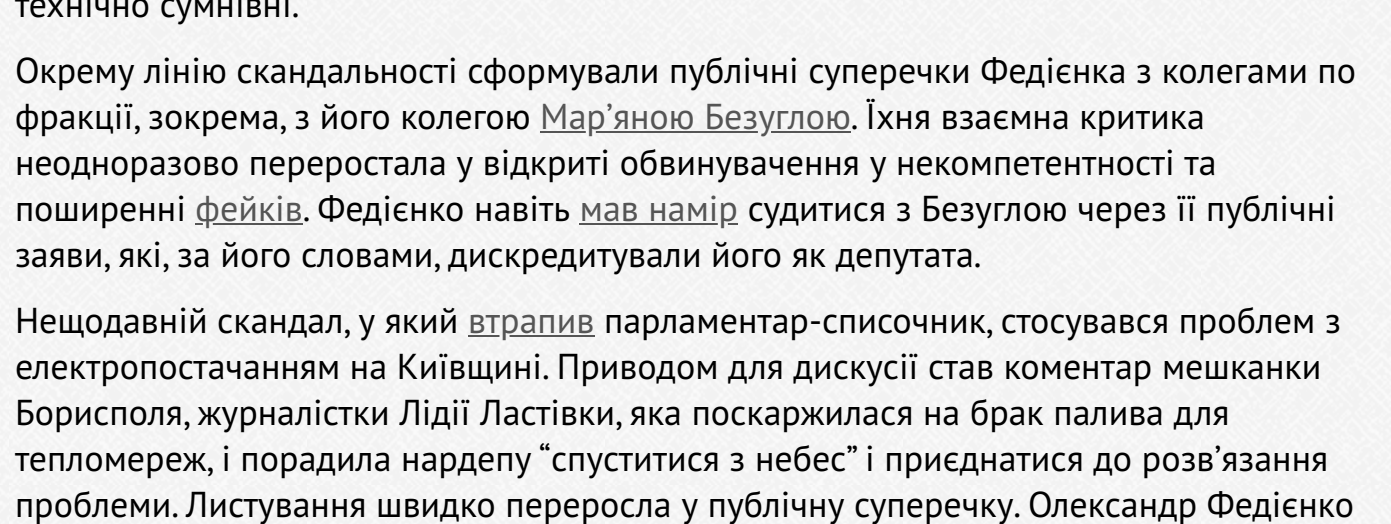 технічно сумнівні.
Окрему лінію скандальності сформували публічні суперечки Федієнка з колегами по
фракції, зокрема, з його колегою Мар’яною Безуглою. Їхня взаємна критика
неодноразово переростала у відкриті обвинувачення у некомпетентності та
поширенні фейків. Федієнко навіть мав намір судитися з Безуглою через її публічні
заяви, які, за його словами, дискредитували його як депутата.
Нещодавній скандал, у який втрапив парламентар-списочник, стосувався проблем з
електропостачанням на Київщині. Приводом для дискусії став коментар мешканки
Борисполя, журналістки Лідії Ластівки, яка поскаржилася на брак палива для
тепломереж, і порадила нардепу “спуститися з небес” і приєднатися до розв’язання
проблеми. Листування швидко переросла у публічну суперечку. Олександр Федієнко